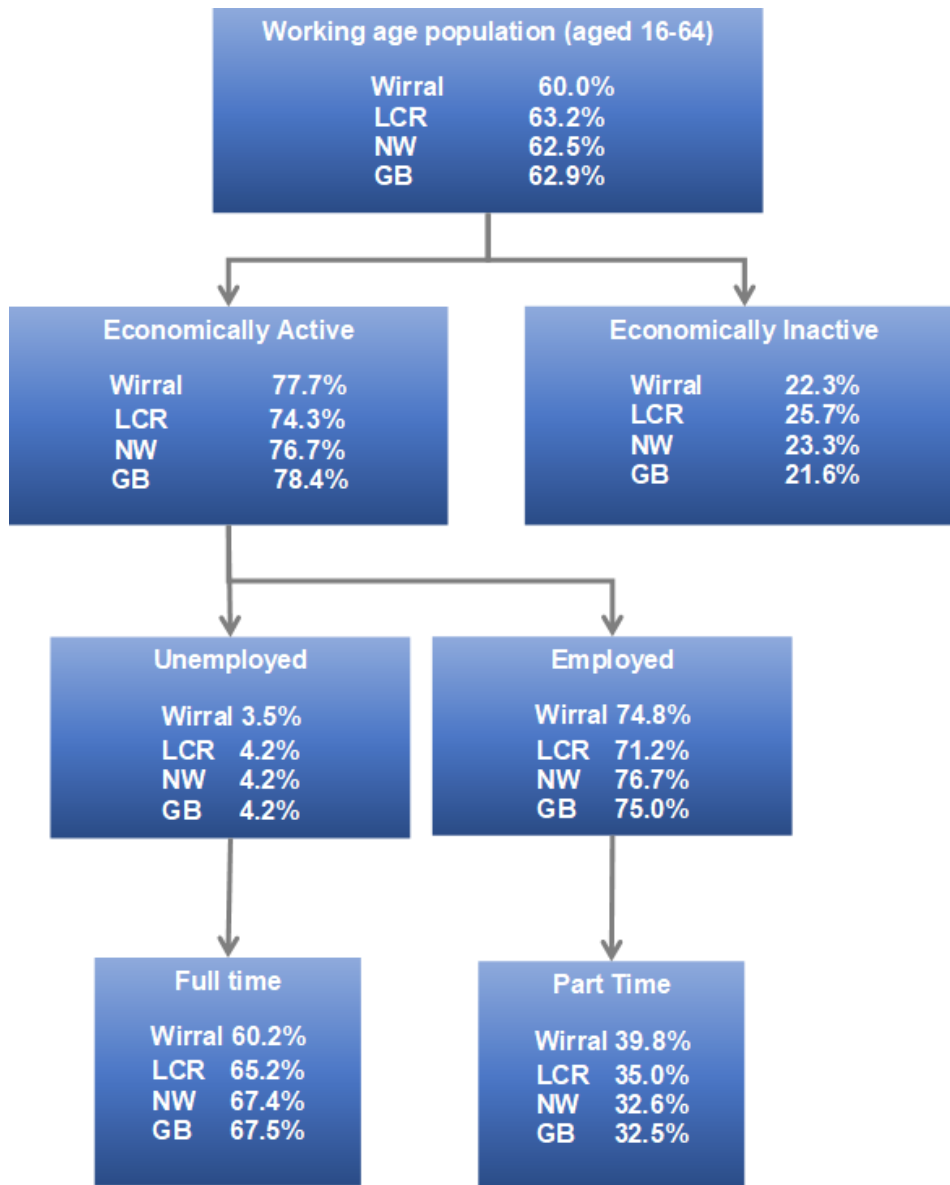 Working age population (aged 16-64)
Wirral 60.0%
LCR 63.2%
NW 62.5%
GB 62.9%
Economically Active
Wirral 77.7%
LCR 74.3%
NW 76.7%
GB 78.4%
Economically Inactive
Wirral 22.3%
LCR 25.7%
NW 23.3%
GB 21.6%
Unemployed
Wirral 3.5%
LCR 4.2%
NW 4.2%
GB 4.2%
Employed
Wirral 74.8%
LCR 71.2%
NW 76.7%
GB 75.0%
Full time
Wirral 60.2%
LCR 65.2%
NW 67.4%
GB 67.5%
Part Time
Wirral 39.8%
LCR 35.0%
NW 32.6%
GB 32.5%